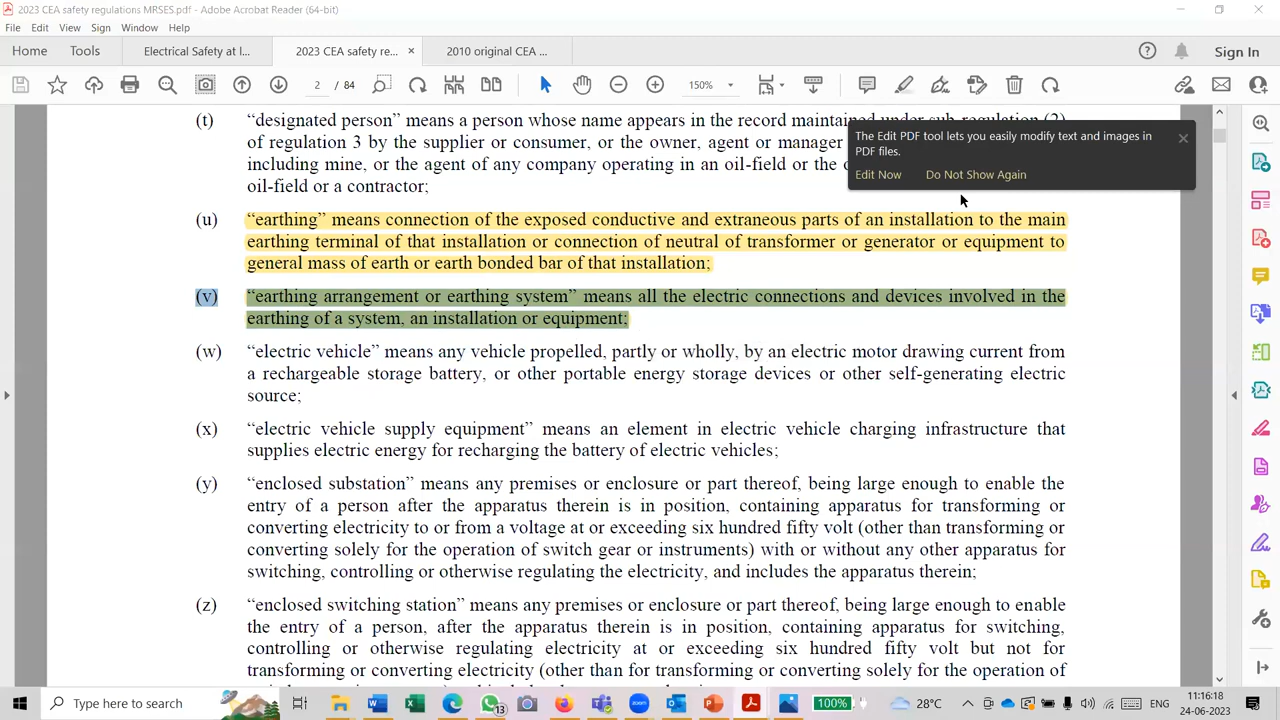 2023 CEA safety regulations MRSES.pdf - Adobe Acrobat Reader (64-bit)
File Edit View Sign Window Help
Home Tools Electrical Safety at I... 2023 CEA safety re... × 2010 original CEA ... Sign In
2 / 84 150%
(t) “designated person” means a person whose name appears in the record maintained under sub-regulation (2)
of regulation 3 by the supplier or consumer, or the owner, agent or manager
including mine, or the agent of any company operating in an oil-field or the
oil-field or a contractor;
The Edit PDF tool lets you easily modify text and images in
PDF files.
Edit Now Do Not Show Again
(u) “earthing” means connection of the exposed conductive and extraneous parts of an installation to the main
earthing terminal of that installation or connection of neutral of transformer or generator or equipment to
general mass of earth or earth bonded bar of that installation;
(v) “earthing arrangement or earthing system” means all the electric connections and devices involved in the
earthing of a system, an installation or equipment;
(w) “electric vehicle” means any vehicle propelled, partly or wholly, by an electric motor drawing current from
a rechargeable storage battery, or other portable energy storage devices or other self-generating electric
source;
(x) “electric vehicle supply equipment” means an element in electric vehicle charging infrastructure that
supplies electric energy for recharging the battery of electric vehicles;
(y) “enclosed substation” means any premises or enclosure or part thereof, being large enough to enable the
entry of a person after the apparatus therein is in position, containing apparatus for transforming or
converting electricity to or from a voltage at or exceeding six hundred fifty volt (other than transforming or
converting solely for the operation of switch gear or instruments) with or without any other apparatus for
switching, controlling or otherwise regulating the electricity, and includes the apparatus therein;
(z) “enclosed switching station” means any premises or enclosure or part thereof, being large enough to enable
the entry of a person, after the apparatus therein is in position, containing apparatus for switching,
controlling or otherwise regulating electricity at or exceeding six hundred fifty volt but not for
transforming or converting electricity (other than for transforming or converting solely for the operation of
Type here to search 13 100% 28°C ENG 11:16:18
24-06-2023